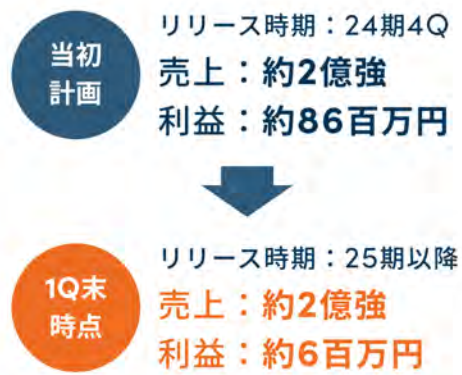 当初
計画
リリース時期：24期4Q
売上：約2億強
利益：約86百万円
1Q末
時点
リリース時期：25期以降
売上：約2億強
利益：約6百万円